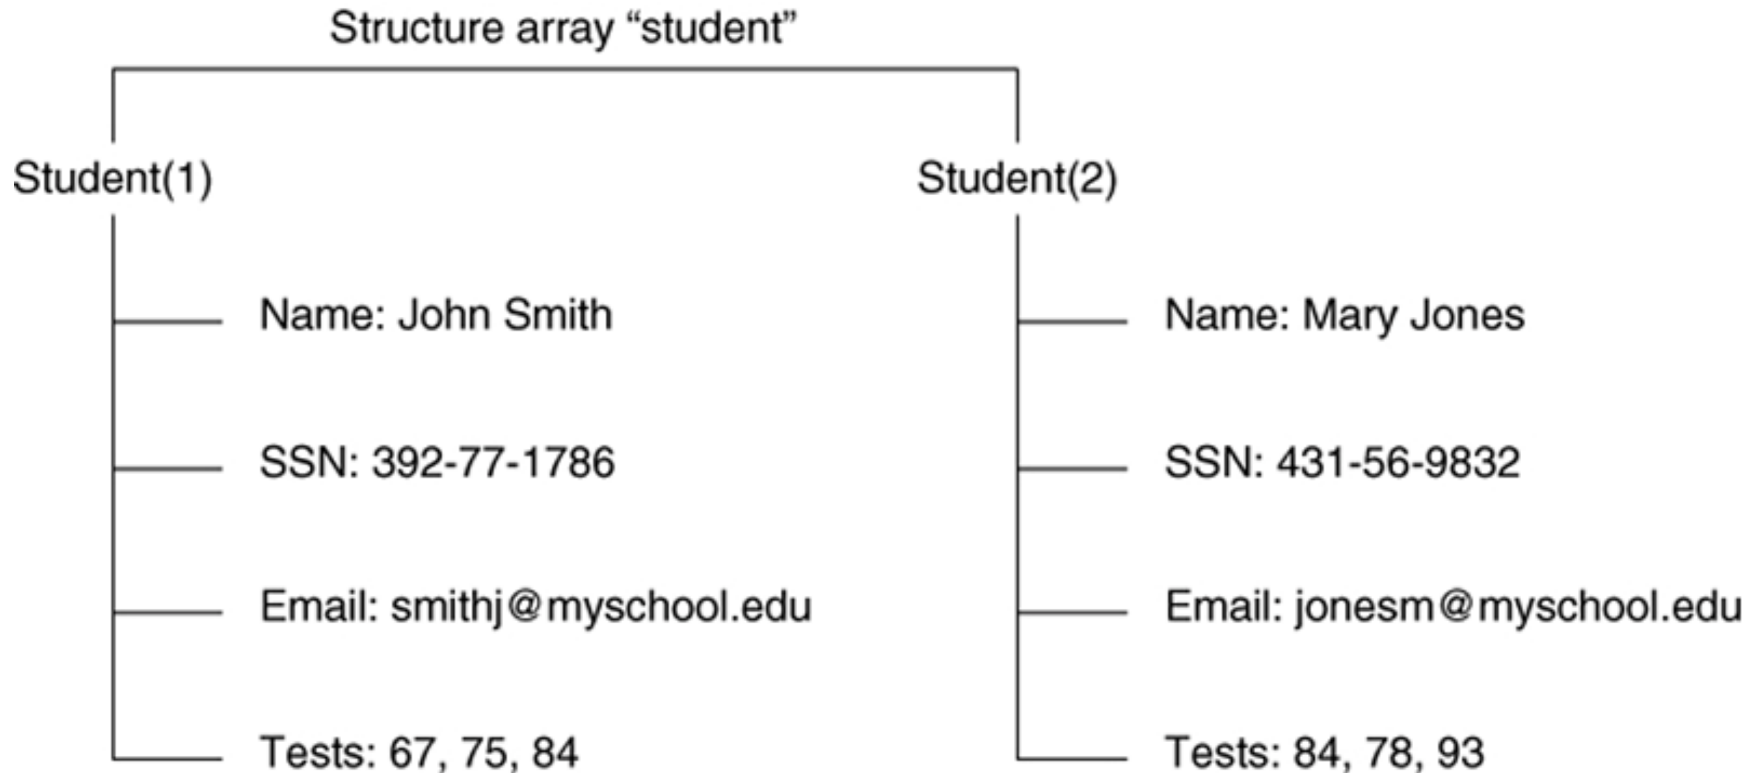 Structure array “student”
Student(1)
Name: John Smith
SSN: 392-77-1786
Email: smithj@myschool.edu
Tests: 67, 75, 84
Student(2)
Name: Mary Jones
SSN: 431-56-9832
Email: jonesm@myschool.edu
Tests: 84, 78, 93